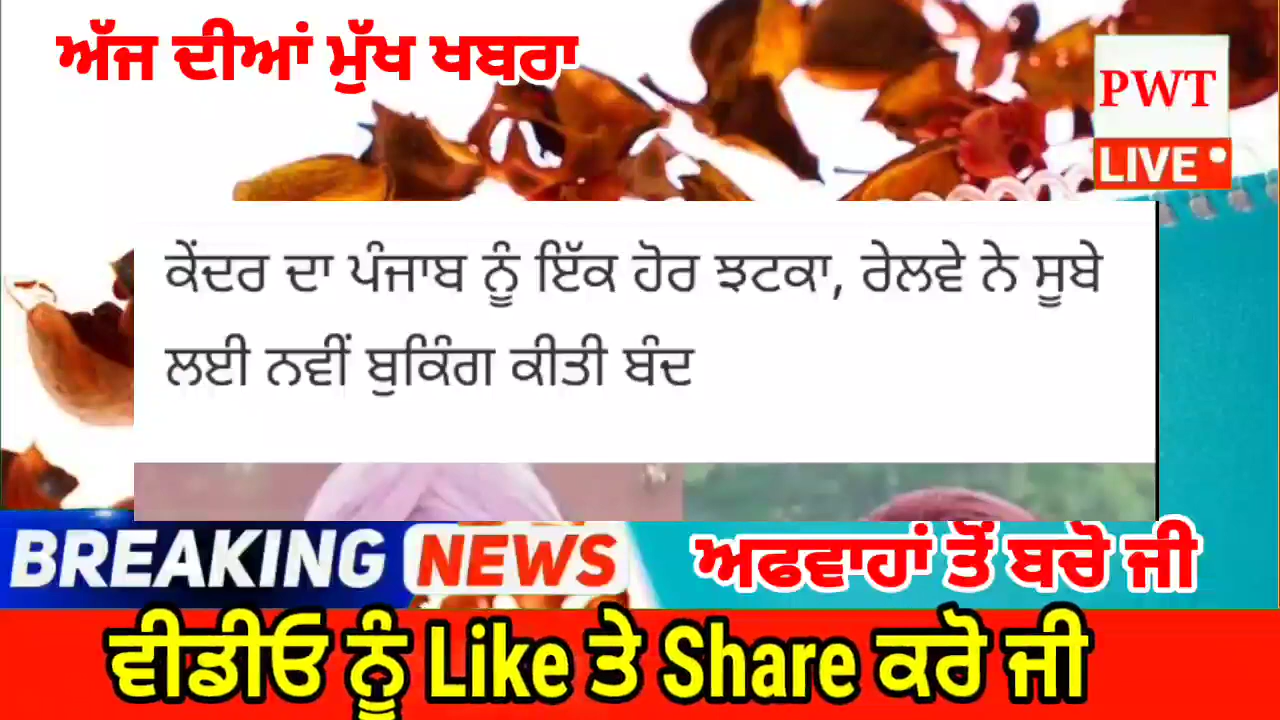 ਅੱਜ ਦੀਆਂ ਮੁੱਖ ਖਬਰਾ
PWT
LIVE
ਕੇਂਦਰ ਦਾ ਪੰਜਾਬ ਨੂੰ ਇੱਕ ਹੋਰ ਝਟਕਾ, ਰੇਲਵੇ ਨੇ ਸੂਬੇ
ਲਈ ਨਵੀਂ ਬੁਕਿੰਗ ਕੀਤੀ ਬੰਦ
BREAKING NEWS
ਅਫਵਾਹਾਂ ਤੋਂ ਬਚੋ ਜੀ
ਵੀਡੀਓ ਨੂੰ Like ਤੇ Share ਕਰੋ ਜੀ